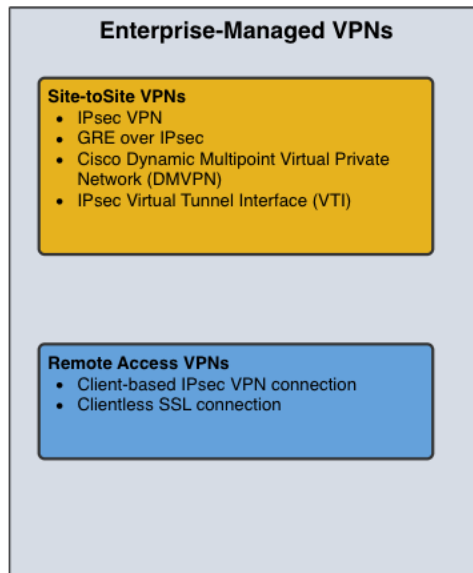 Enterprise-Managed VPNs
Site-toSite VPNs
• IPsec VPN
• GRE over IPsec
• Cisco Dynamic Multipoint Virtual Private
Network (DMVPN)
• IPsec Virtual Tunnel Interface (VTI)
Remote Access VPNs
• Client-based IPsec VPN connection
• Clientless SSL connection